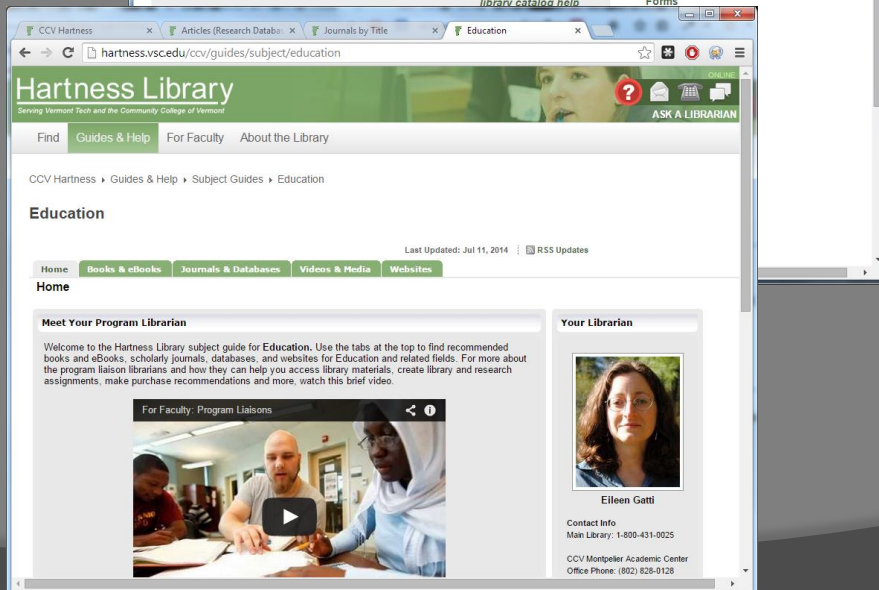 library catalog help
Forms
CCV Hartness
Articles (Research Databa
Journals by Title
Education
hartness.vsc.edu/ccv/guides/subject/education
Hartness Library
Serving Vermont Tech and the Community College of Vermont
ONLINE
ASK A LIBRARIAN
Find Guides & Help For Faculty About the Library
CCV Hartness ▸ Guides & Help ▸ Subject Guides ▸ Education
Education
Last Updated: Jul 11, 2014 | RSS Updates
Home Books & eBooks Journals & Databases Videos & Media Websites
Home
Meet Your Program Librarian
Welcome to the Hartness Library subject guide for Education. Use the tabs at the top to find recommended
books and eBooks, scholarly journals, databases, and websites for Education and related fields. For more about
the program liaison librarians and how they can help you access library materials, create library and research
assignments, make purchase recommendations and more, watch this brief video.
For Faculty: Program Liaisons
Your Librarian
Eileen Gatti
Contact Info
Main Library: 1-800-431-0025
CCV Montpelier Academic Center
Office Phone: (802) 828-0128